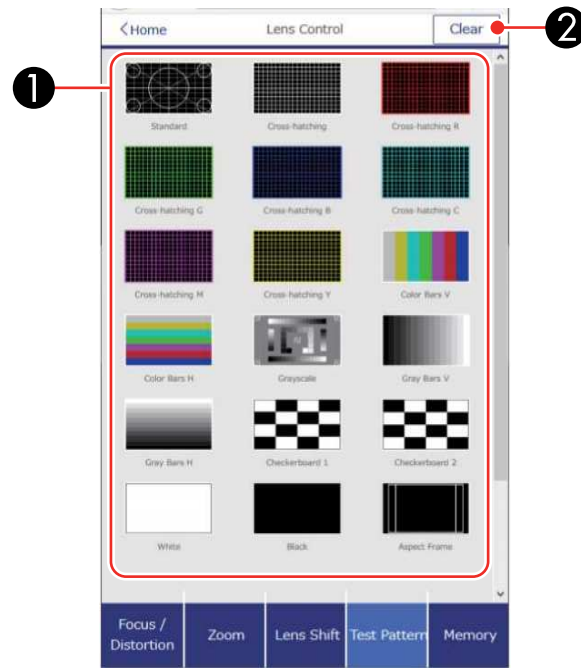 <Home Lens Control Clear
❶ ❷
Standard Cross-hatching Cross-hatching R
Cross-hatching G Cross-hatching B Cross-hatching C
Cross-hatching M Cross-hatching Y Color Bars V
Color Bars H Grayscale Gray Bars V
Gray Bars H Checkerboard 1 Checkerboard 2
White Black Aspect Frame
Focus /
Distortion Zoom Lens Shift Test Pattern Memory